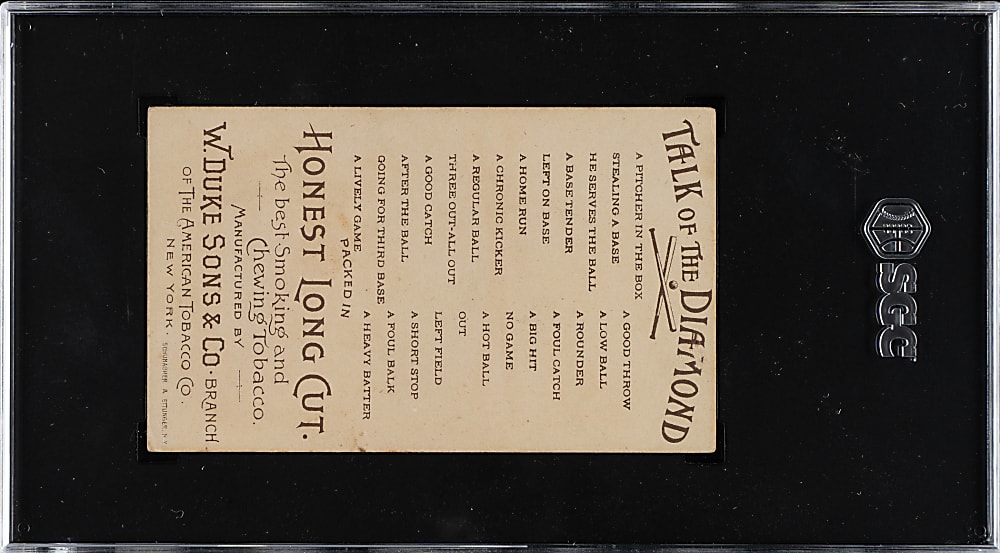 TALK OF THE DIAMOND
A PITCHER IN THE BOX
STEALING A BASE
HE SERVES THE BALL
A BASE TENDER
LEFT ON BASE
A HOME RUN
A CHRONIC KICKER
A REGULAR BALL
THREE OUT-ALL OUT
A GOOD CATCH
AFTER THE BALL
GOING FOR THIRD BASE
A LIVELY GAME
A GOOD THROW
A LOW BALL
A ROUNDER
A FOUL CATCH
A BIG HIT
NO GAME
A HOT BALL
OUT
LEFT FIELD
A SHORT STOP
A FOUL BALK
A HEAVY BATTER
PACKED IN
HONEST LONG CUT.
The best Smoking and
Chewing Tobacco.
MANUFACTURED BY
W. DUKE SONS & CO. BRANCH
OF THE AMERICAN TOBACCO CO.
NEW YORK.
SCHUMACHER & ETTLINGER, N.Y.
SGC